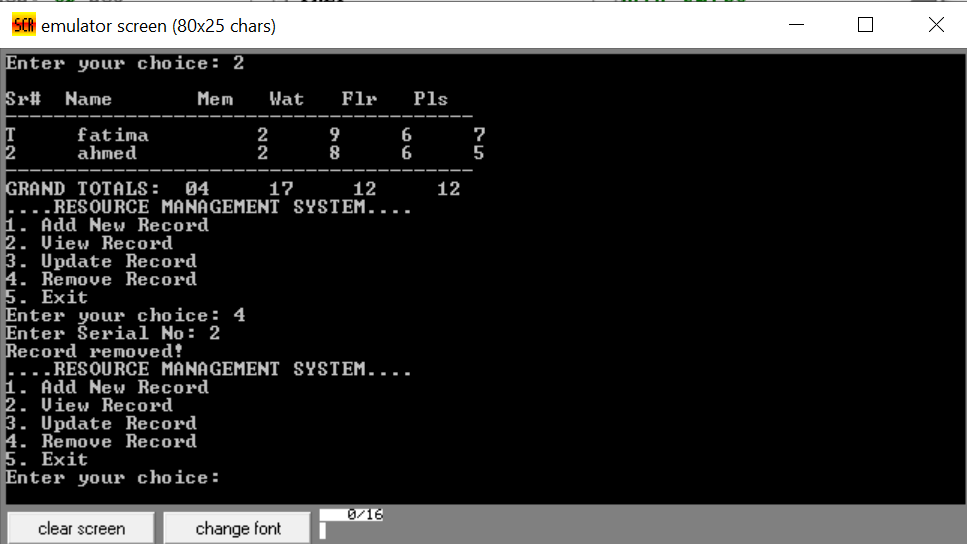 SCR emulator screen (80x25 chars)
Enter your choice: 2
Sr# Name Mem Wat Flr Pls
---------------------------------------
T fatima 2 9 6 7
2 ahmed 2 8 6 5
---------------------------------------
GRAND TOTALS: 04 17 12 12
....RESOURCE MANAGEMENT SYSTEM....
1. Add New Record
2. View Record
3. Update Record
4. Remove Record
5. Exit
Enter your choice: 4
Enter Serial No: 2
Record removed!
....RESOURCE MANAGEMENT SYSTEM....
1. Add New Record
2. View Record
3. Update Record
4. Remove Record
5. Exit
Enter your choice:
clear screen change font 0/16